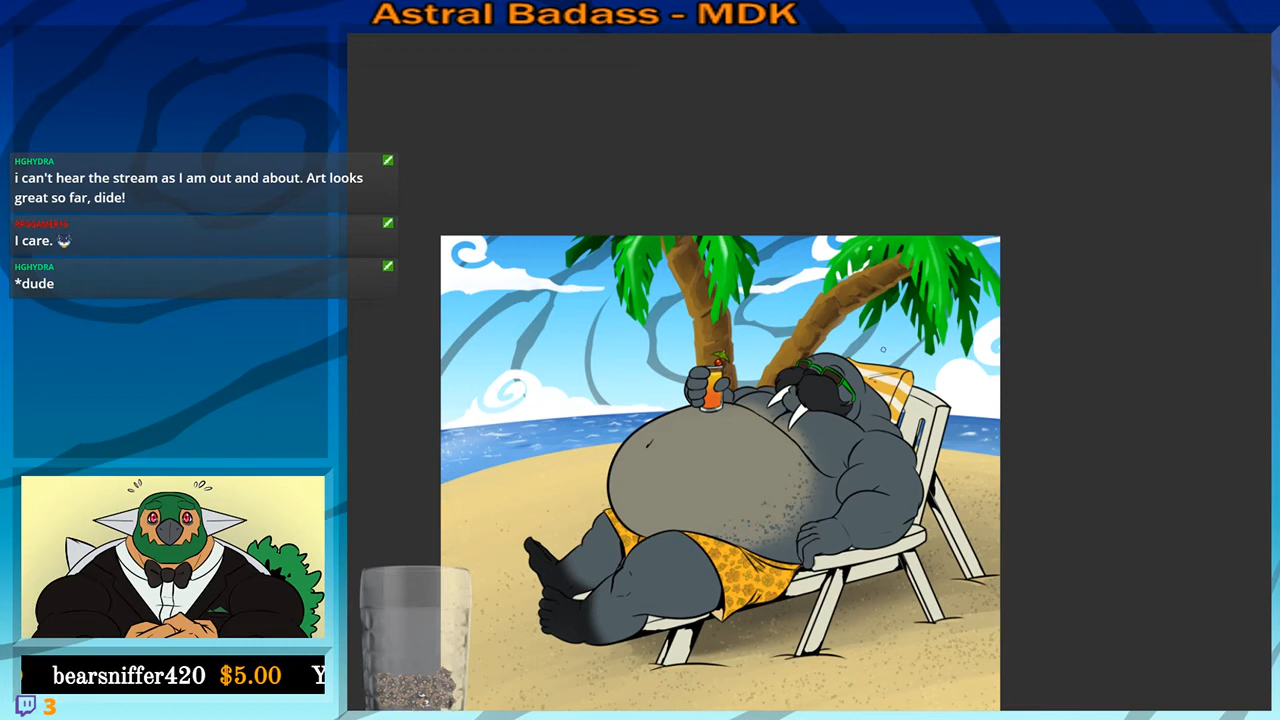 Astral Badass - MDK
HGHYDRA
i can't hear the stream as I am out and about. Art looks
great so far, dide!
I care.
HGHYDRA
*dude
bearsniffer420 $5.00 Y
3